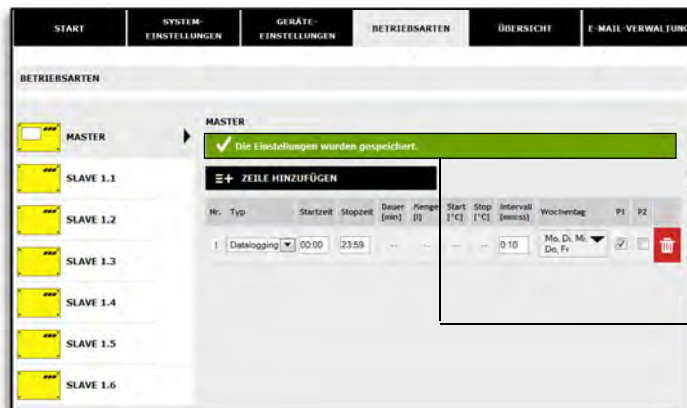 START
SYSTEM-
EINSTELLUNGEN
GERÄTE-
EINSTELLUNGEN
BETRIEBSARTEN
ÜBERSICHT
E-MAIL-VERWALTUNG
BETRIEBSARTEN
MASTER
SLAVE 1.1
SLAVE 1.2
SLAVE 1.3
SLAVE 1.4
SLAVE 1.5
SLAVE 1.6
MASTER
Die Einstellungen wurden gespeichert.
ZEILE HINZUFÜGEN
Nr. Typ Startzeit Stopzeit Dauer [min] Menge [l] Start [°C] Stop [°C] Intervall [mm:ss] Wochentag P1 P2
1 Datalogging 00:00 23:59 -- -- -- -- 0:10 Mo, Di, Mi, Do, Fr